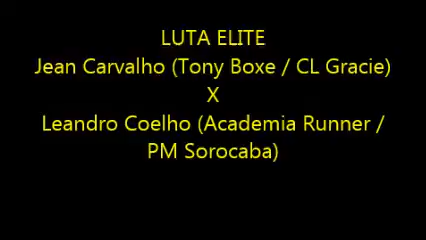 LUTA ELITE
Jean Carvalho (Tony Boxe / CL Gracie)
X
Leandro Coelho (Academia Runner /
PM Sorocaba)